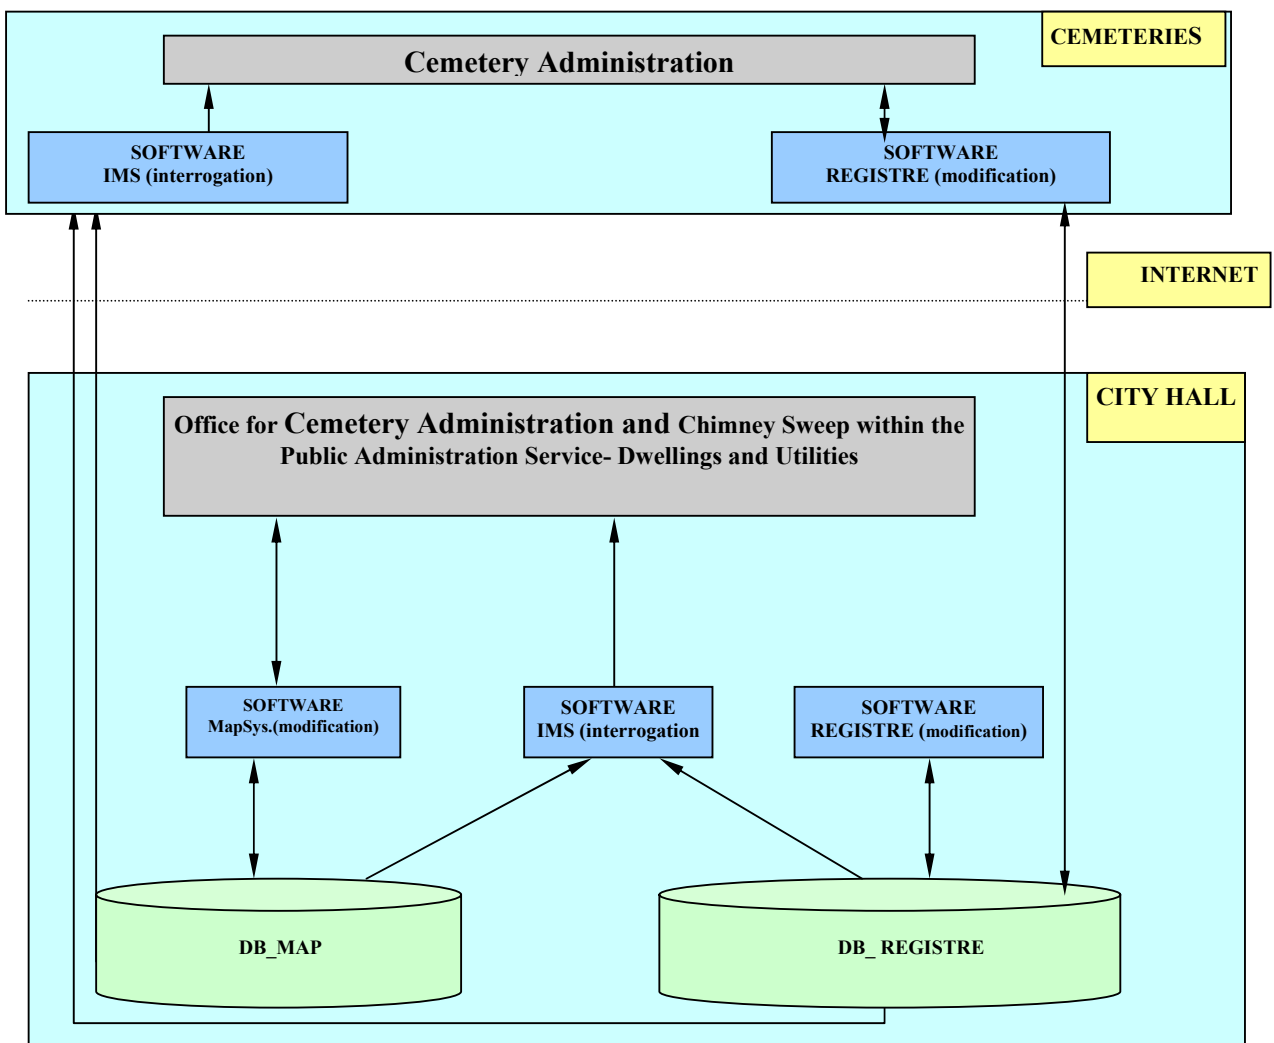 CEMETERIES
Cemetery Administration
SOFTWARE
IMS (interrogation)
SOFTWARE
REGISTRE (modification)
INTERNET
CITY HALL
Office for Cemetery Administration and Chimney Sweep within the
Public Administration Service- Dwellings and Utilities
SOFTWARE
MapSys.(modification)
SOFTWARE
IMS (interrogation
SOFTWARE
REGISTRE (modification)
DB_MAP
DB_ REGISTRE